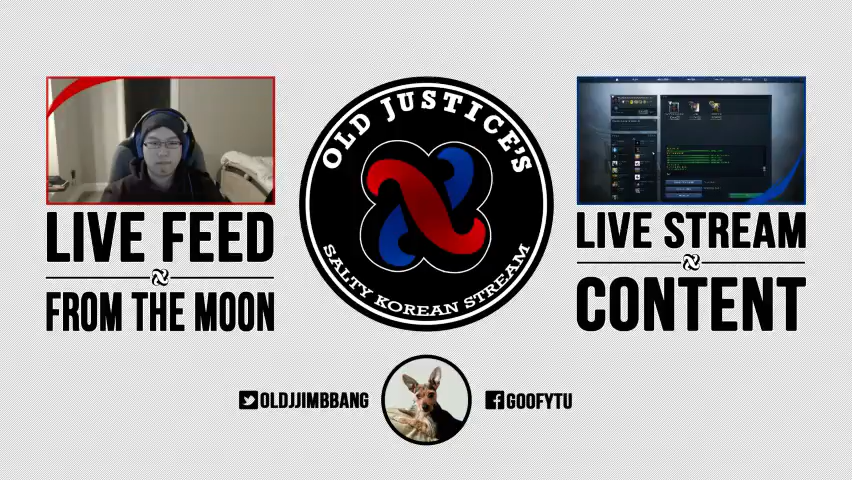 OLD JUSTICE'S
SALTY KOREAN STREAM
LIVE FEED
FROM THE MOON
LIVE STREAM
CONTENT
OLDJJIMBBANG
GOOFYTU